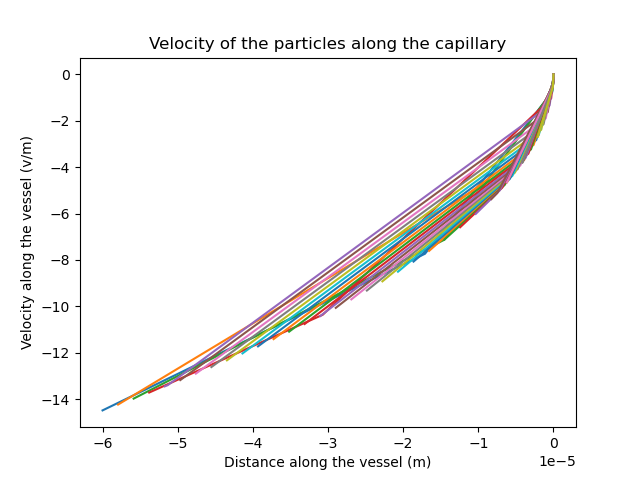 Velocity of the particles along the capillary
0
−2
−4
−6
−8
−10
−12
−14
Velocity along the vessel (v/m)
−6 −5 −4 −3 −2 −1 0
1e−5
Distance along the vessel (m)